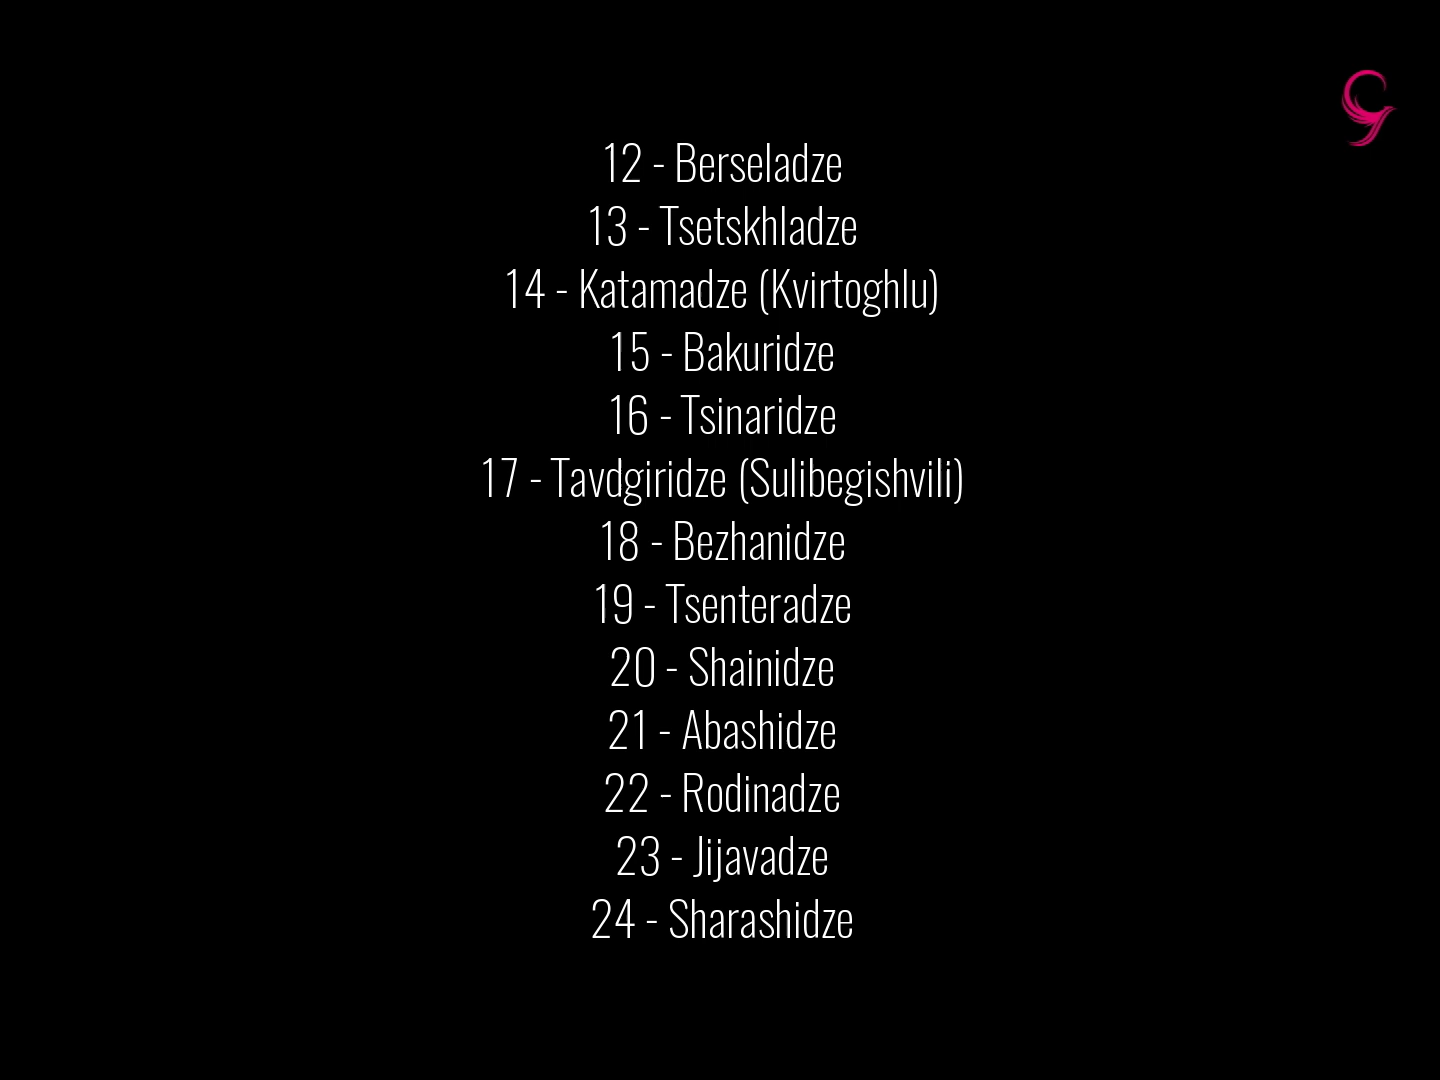 12 - Berseladze
13 - Tsetskhladze
14 - Katamadze (Kvirtoghlu)
15 - Bakuridze
16 - Tsinaridze
17 - Tavdgiridze (Sulibegishvili)
18 - Bezhanidze
19 - Tsenteradze
20 - Shainidze
21 - Abashidze
22 - Rodinadze
23 - Jijavadze
24 - Sharashidze